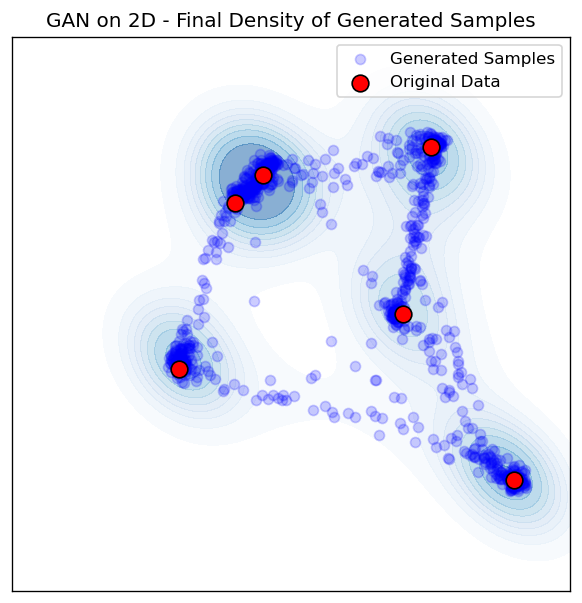 GAN on 2D - Final Density of Generated Samples
Generated Samples
Original Data